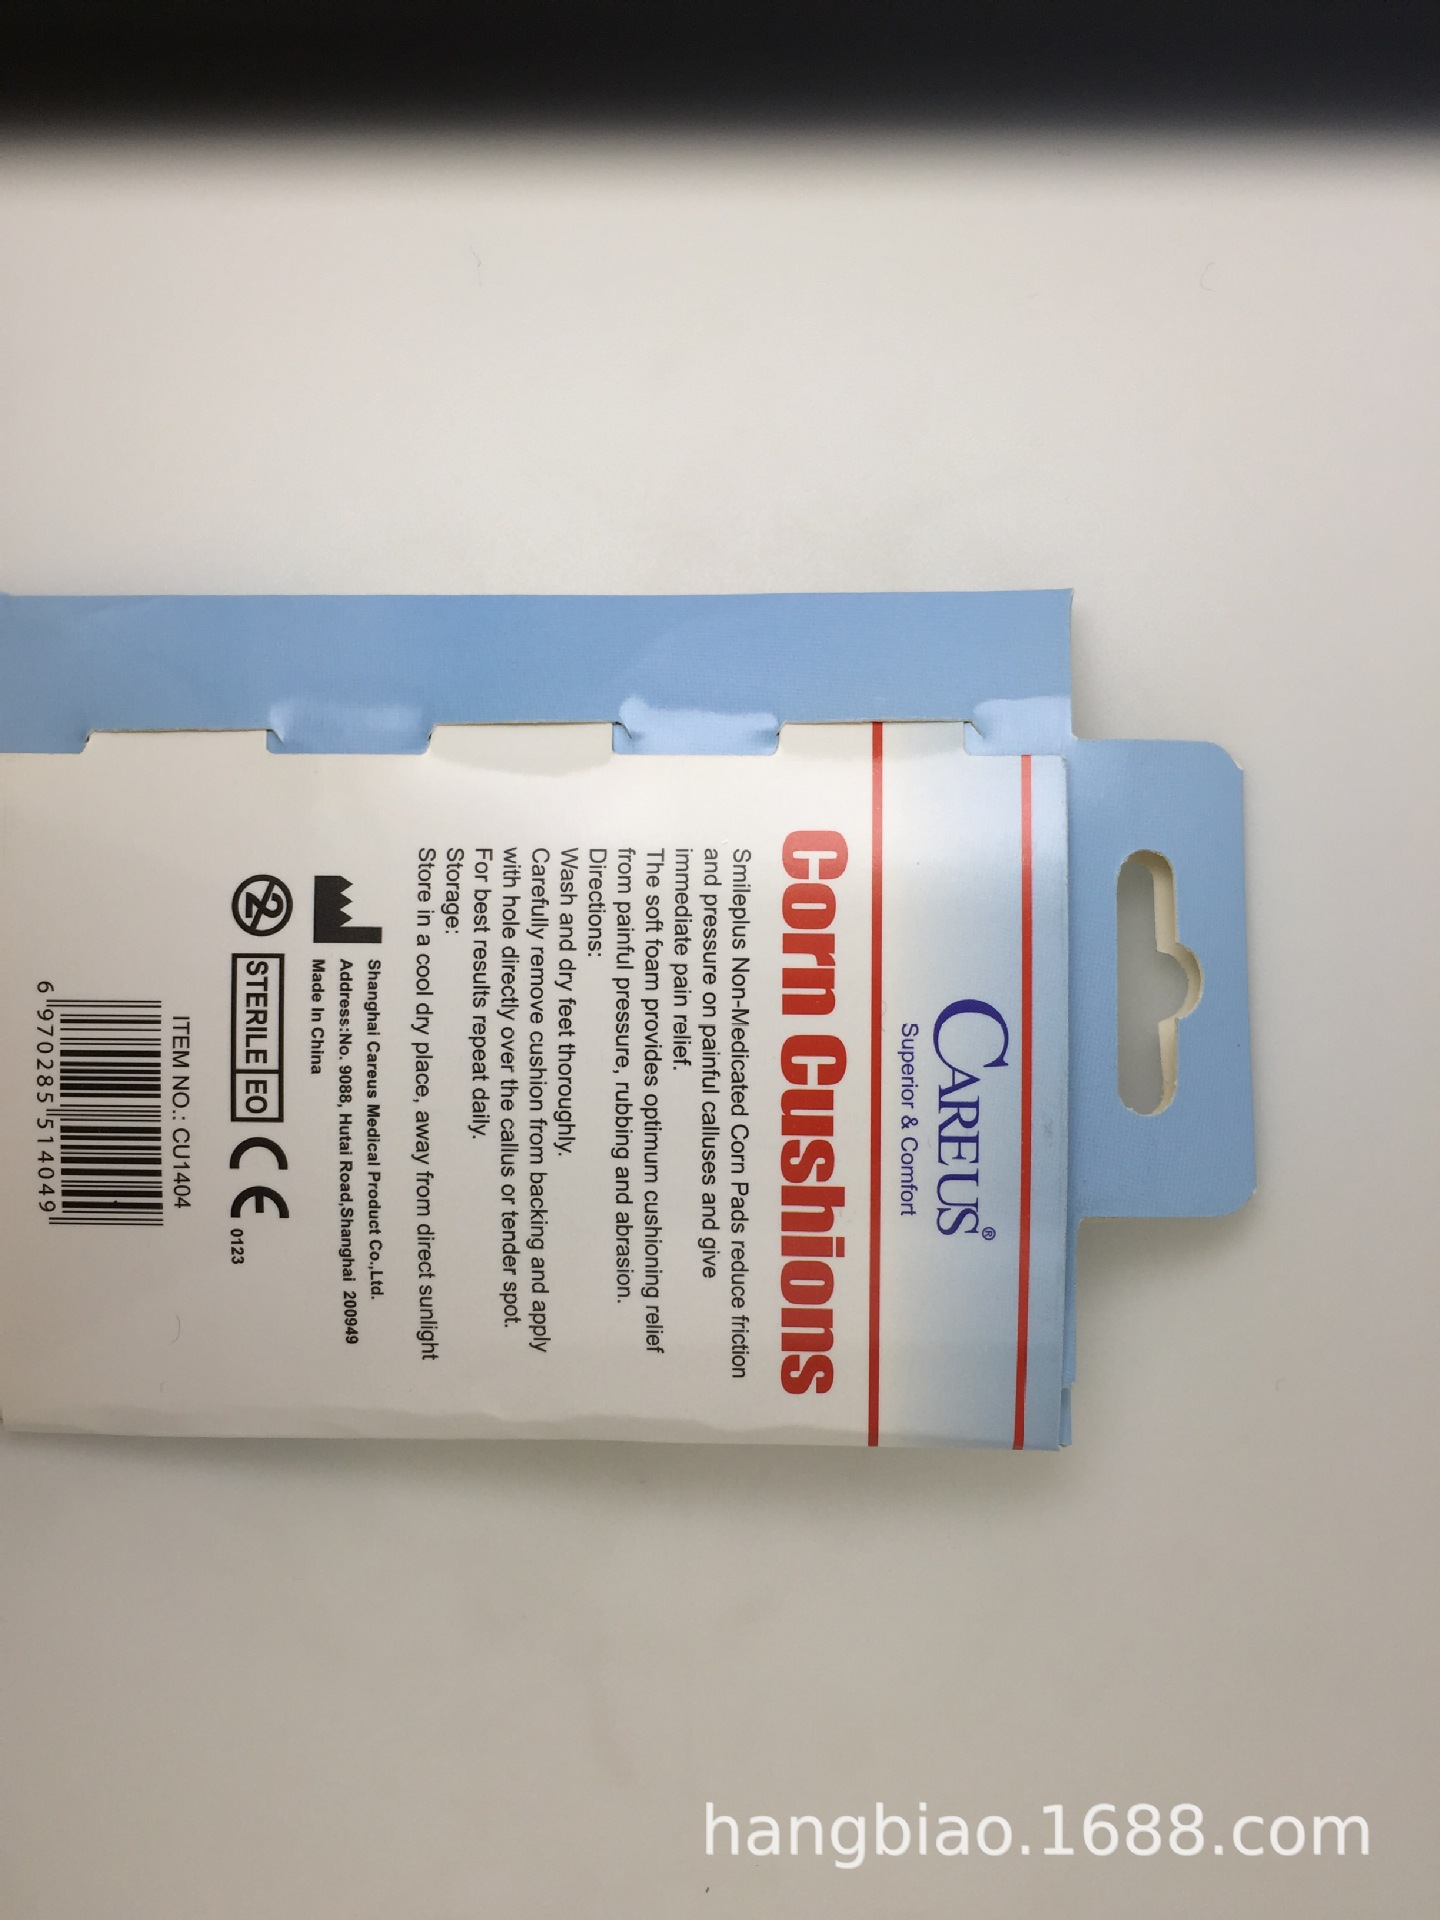 CAREUS®
Superior & Comfort
Corn Cushions
Smileplus Non-Medicated Corn Pads reduce friction
and pressure on painful calluses and give
immediate pain relief.
The soft foam provides optimum cushioning relief
from painful pressure, rubbing and abrasion.
Directions:
Wash and dry feet thoroughly.
Carefully remove cushion from backing and apply
with hole directly over the callus or tender spot.
For best results repeat daily.
Storage:
Store in a cool dry place, away from direct sunlight
Shanghai Careus Medical Product Co.,Ltd.
Address:No. 9088, Hutai Road,Shanghai 200949
Made In China
2 STERILE EO CE 0123
ITEM NO.: CU1404
6 970285 514049
hangbiao.1688.com